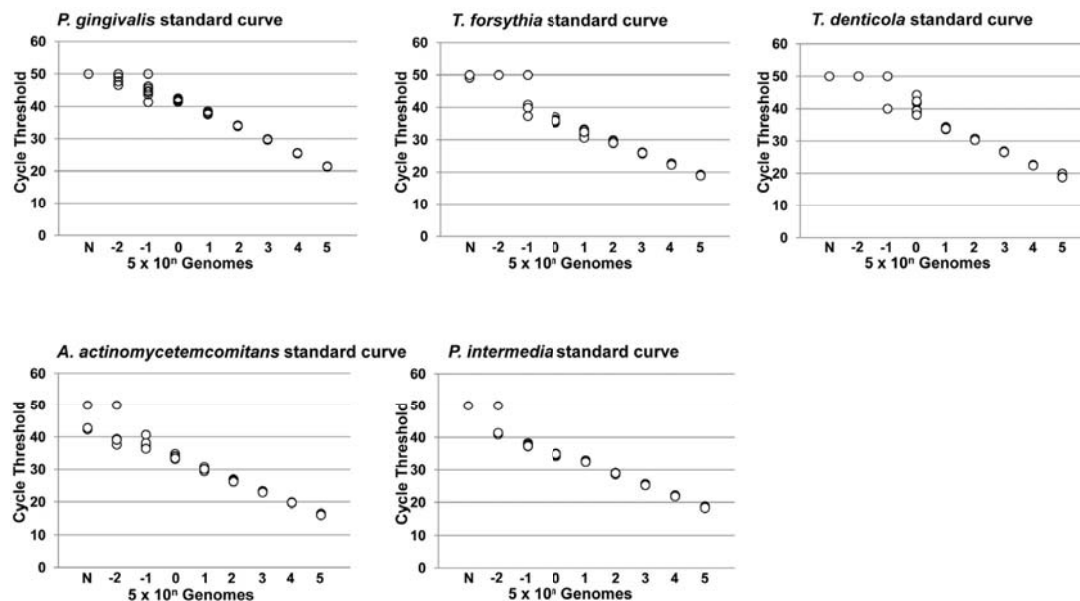 P. gingivalis standard curve
60
50
40
30
20
10
0
Cycle Threshold
N -2 -1 0 1 2 3 4 5
5 x 10ⁿ Genomes
T. forsythia standard curve
60
50
40
30
20
10
0
Cycle Threshold
N -2 -1 0 1 2 3 4 5
5 x 10ⁿ Genomes
T. denticola standard curve
60
50
40
30
20
10
0
Cycle Threshold
N -2 -1 0 1 2 3 4 5
5 x 10ⁿ Genomes
A. actinomycetemcomitans standard curve
60
50
40
30
20
10
0
Cycle Threshold
N -2 -1 0 1 2 3 4 5
5 x 10ⁿ Genomes
P. intermedia standard curve
60
50
40
30
20
10
0
Cycle Threshold
N -2 -1 0 1 2 3 4 5
5 x 10ⁿ Genomes